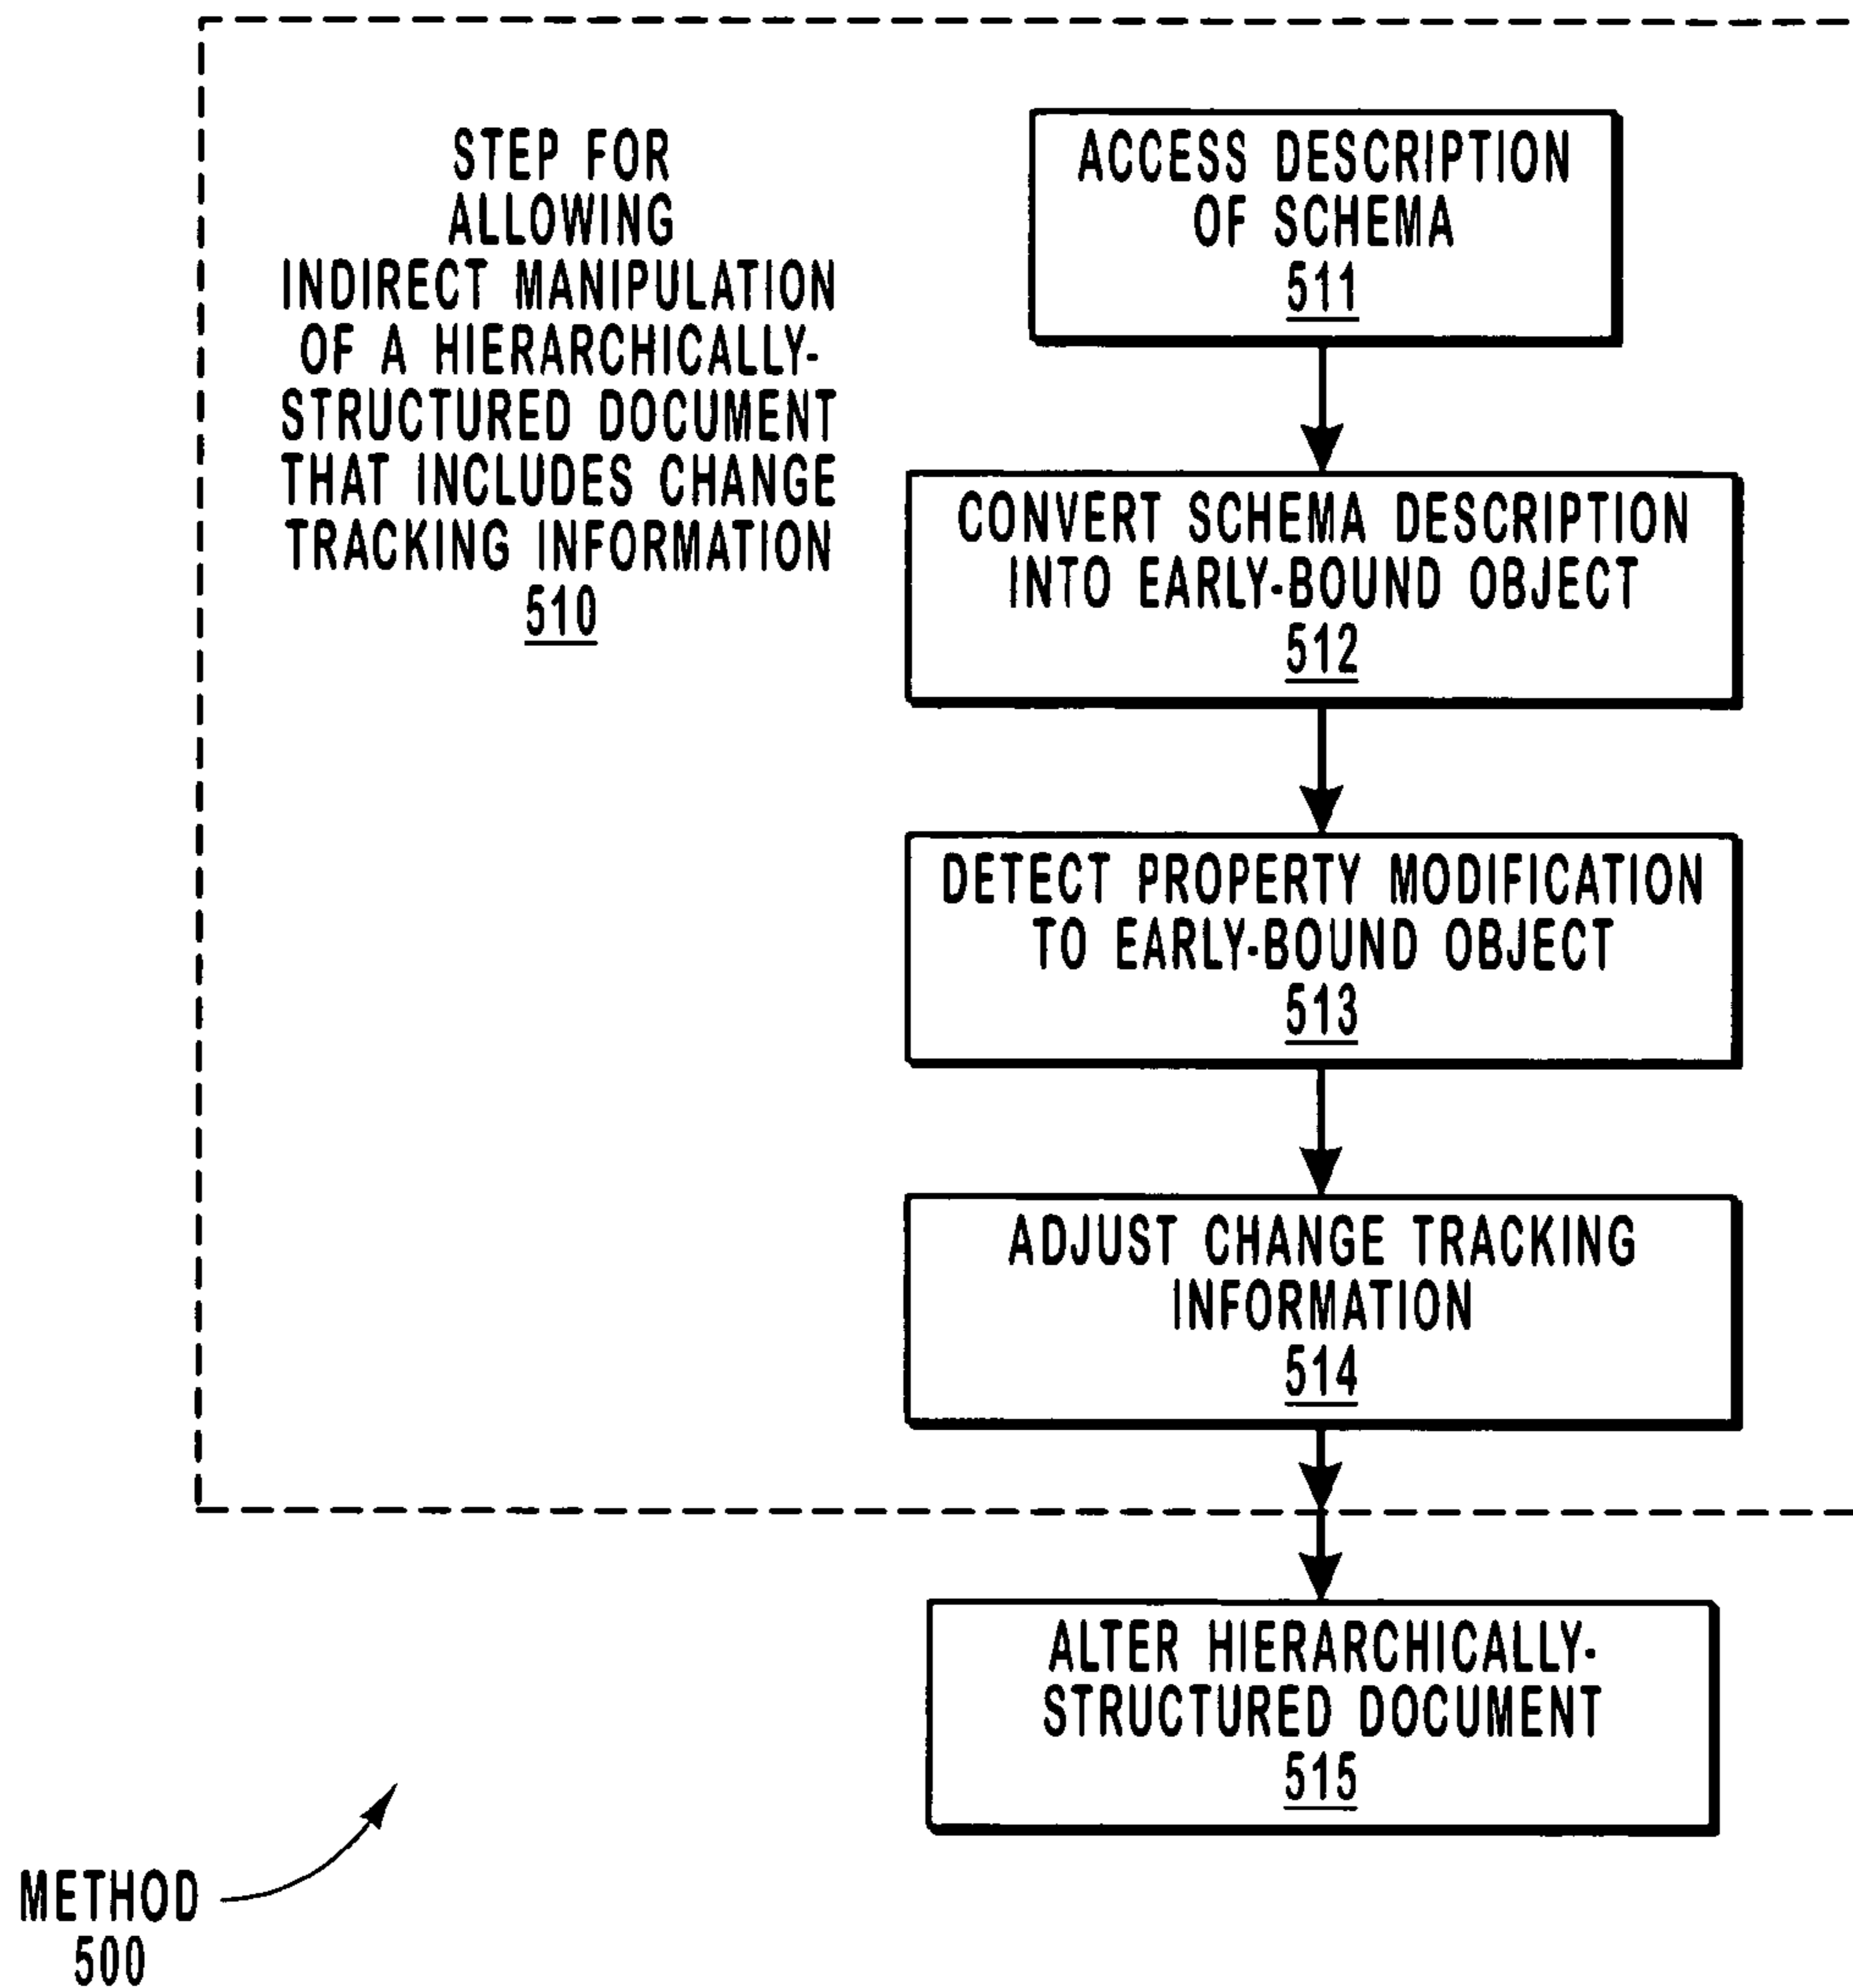 STEP FOR
ALLOWING
INDIRECT MANIPULATION
OF A HIERARCHICALLY-
STRUCTURED DOCUMENT
THAT INCLUDES CHANGE
TRACKING INFORMATION
510
ACCESS DESCRIPTION
OF SCHEMA
511
CONVERT SCHEMA DESCRIPTION
INTO EARLY-BOUND OBJECT
512
DETECT PROPERTY MODIFICATION
TO EARLY-BOUND OBJECT
513
ADJUST CHANGE TRACKING
INFORMATION
514
ALTER HIERARCHICALLY-
STRUCTURED DOCUMENT
515
METHOD
500